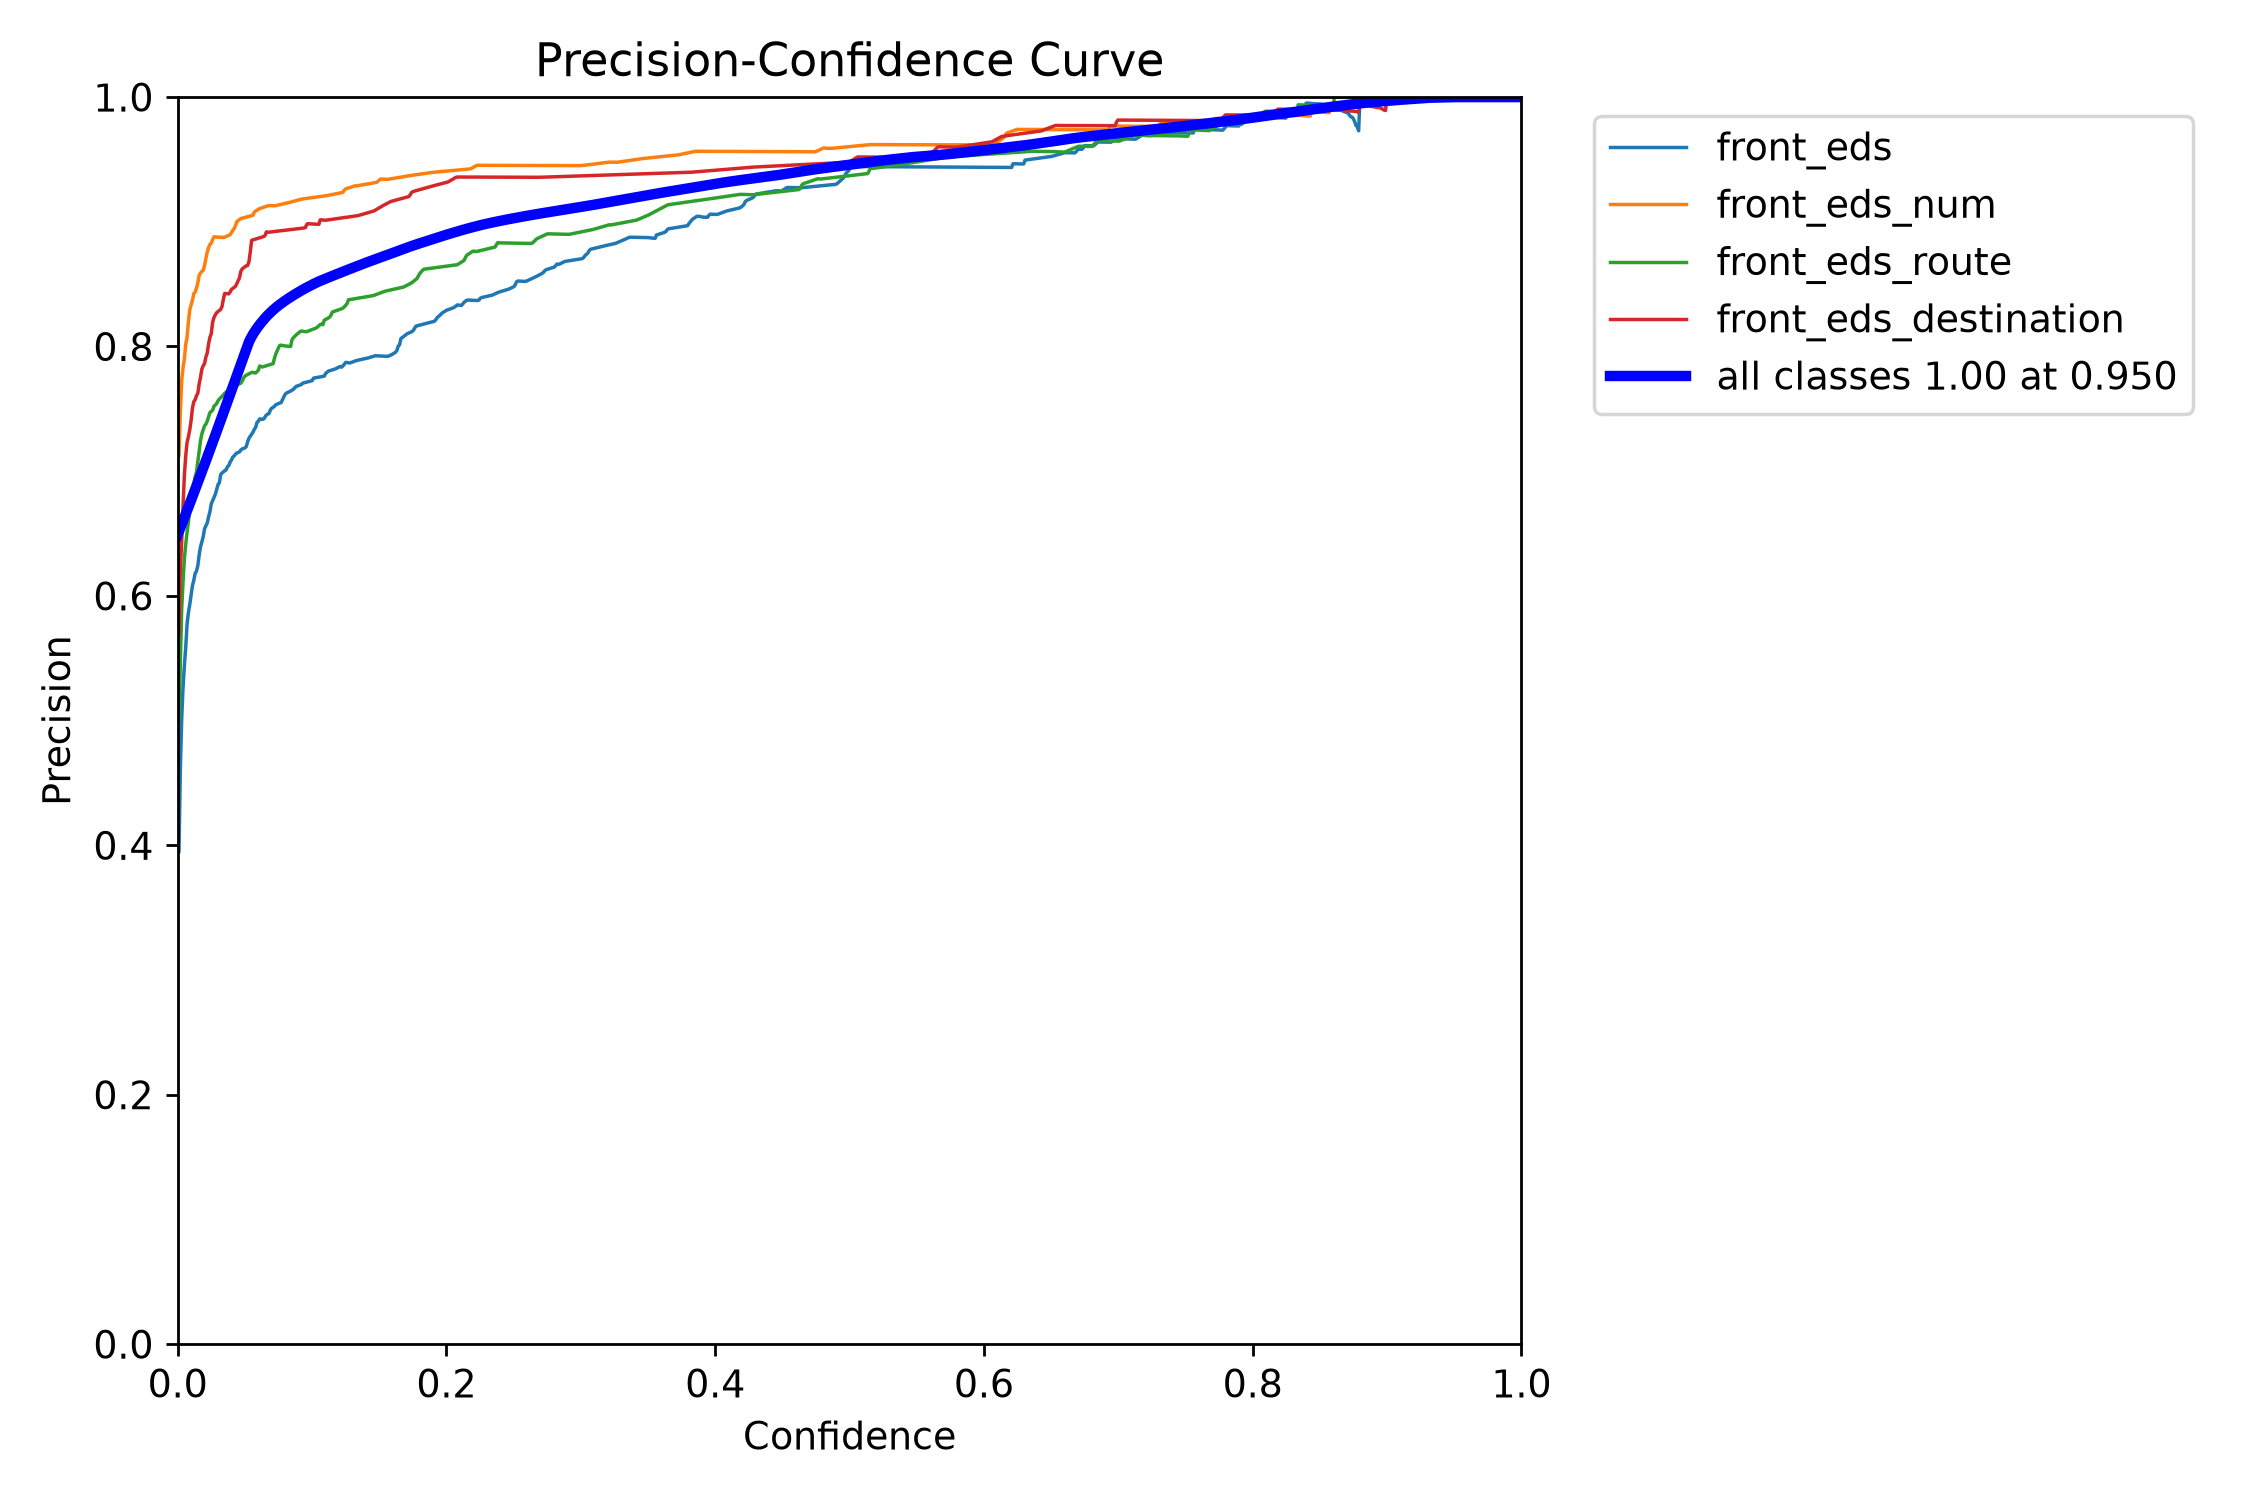 Precision-Confidence Curve
1.0
0.8
0.6
0.4
0.2
0.0
Precision
0.0 0.2 0.4 0.6 0.8 1.0
Confidence
front_eds
front_eds_num
front_eds_route
front_eds_destination
all classes 1.00 at 0.950